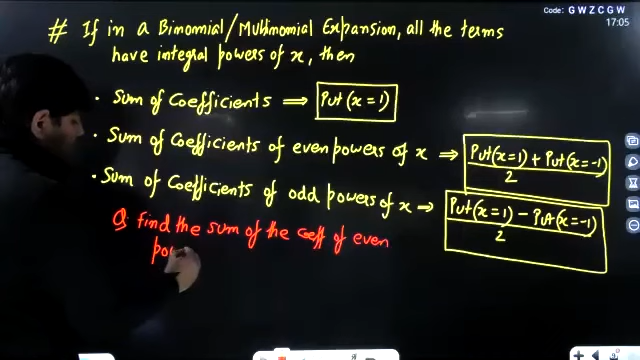 Code: G W Z C G W
17:05
# If in a Binomial/Multinomial Expansion, all the terms
have integral powers of x, then
• Sum of Coefficients ⟹ Put (x=1)
• Sum of Coefficients of even powers of x ⟹ Put(x=1) + Put(x=-1)
2
• Sum of Coefficients of odd powers of x ⟹ Put(x=1) - Put(x=-1)
2
Q. find the sum of the coeff of even